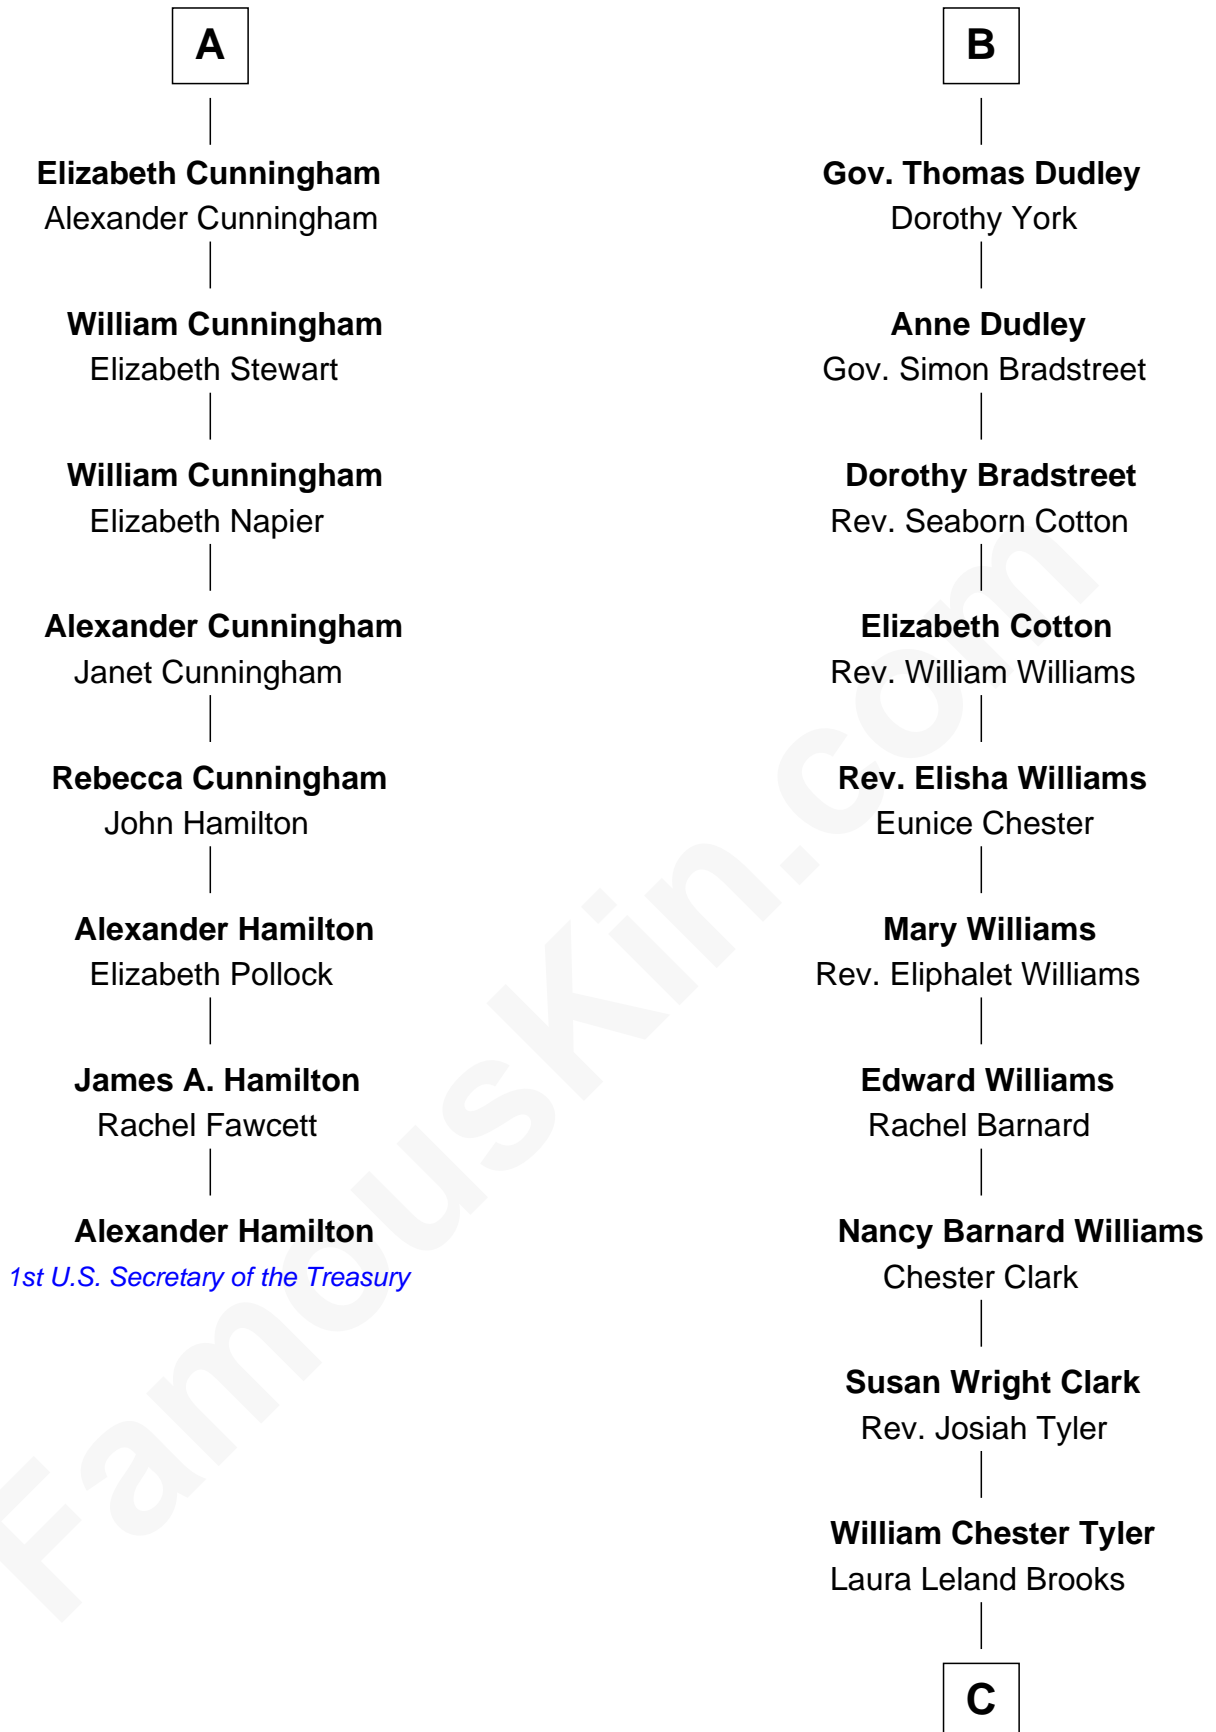 A
Elizabeth Cunningham
Alexander Cunningham
William Cunningham
Elizabeth Stewart
William Cunningham
Elizabeth Napier
Alexander Cunningham
Janet Cunningham
Rebecca Cunningham
John Hamilton
Alexander Hamilton
Elizabeth Pollock
James A. Hamilton
Rachel Fawcett
Alexander Hamilton
1st U.S. Secretary of the Treasury
B
Gov. Thomas Dudley
Dorothy York
Anne Dudley
Gov. Simon Bradstreet
Dorothy Bradstreet
Rev. Seaborn Cotton
Elizabeth Cotton
Rev. William Williams
Rev. Elisha Williams
Eunice Chester
Mary Williams
Rev. Eliphalet Williams
Edward Williams
Rachel Barnard
Nancy Barnard Williams
Chester Clark
Susan Wright Clark
Rev. Josiah Tyler
William Chester Tyler
Laura Leland Brooks
C
FamousKin.com